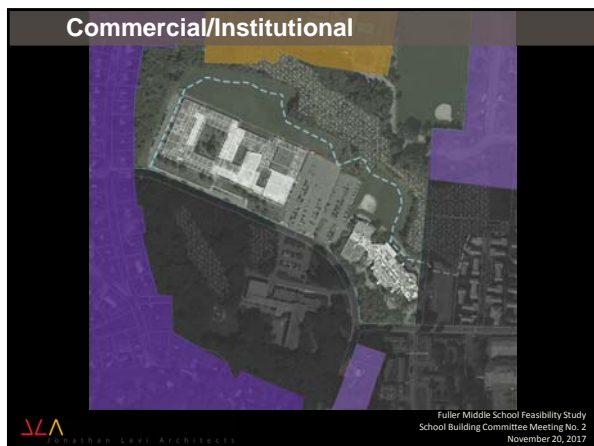 Commercial/Institutional
Jonathan Levi Architects
Fuller Middle School Feasibility Study
School Building Committee Meeting No. 2
November 20, 2017